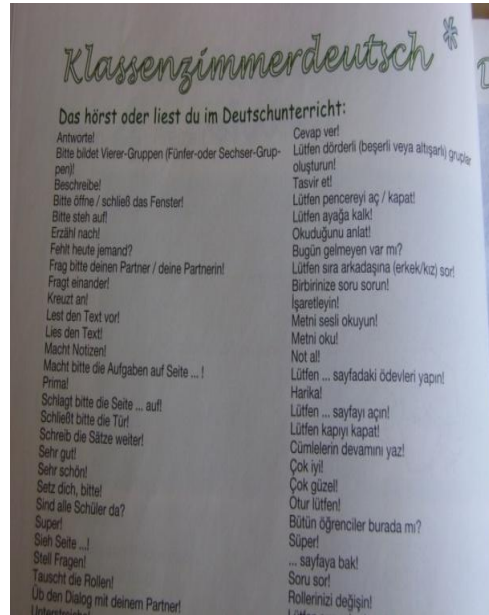 Klassenzimmerdeutsch *
Das hörst oder liest du im Deutschunterricht:
Antworte!
Bitte bildet Vierer-Gruppen (Fünfer-oder Sechser-Grup-
pen)!
Beschreibe!
Bitte öffne / schließ das Fenster!
Bitte steh auf!
Erzähl nach!
Fehlt heute jemand?
Frag bitte deinen Partner / deine Partnerin!
Fragt einander!
Kreuzt an!
Lest den Text vor!
Lies den Text!
Macht Notizen!
Macht bitte die Aufgaben auf Seite ... !
Prima!
Schlagt bitte die Seite ... auf!
Schließt bitte die Tür!
Schreib die Sätze weiter!
Sehr gut!
Sehr schön!
Setz dich, bitte!
Sind alle Schüler da?
Super!
Sieh Seite ...!
Stell Fragen!
Tauscht die Rollen!
Üb den Dialog mit deinem Partner!
Cevap ver!
Lütfen dörderli (beşerli veya altışarlı) gruplar
oluşturun!
Tasvir et!
Lütfen pencereyi aç / kapat!
Lütfen ayağa kalk!
Okuduğunu anlat!
Bugün gelmeyen var mı?
Lütfen sıra arkadaşına (erkek/kız) sor!
Birbirinize soru sorun!
İşaretleyin!
Metni sesli okuyun!
Metni oku!
Not al!
Lütfen ... sayfadaki ödevleri yapın!
Harika!
Lütfen ... sayfayı açın!
Lütfen kapıyı kapat!
Cümlelerin devamını yaz!
Çok iyi!
Çok güzel!
Otur lütfen!
Bütün öğrenciler burada mı?
Süper!
... sayfaya bak!
Soru sor!
Rollerinizi değişin!